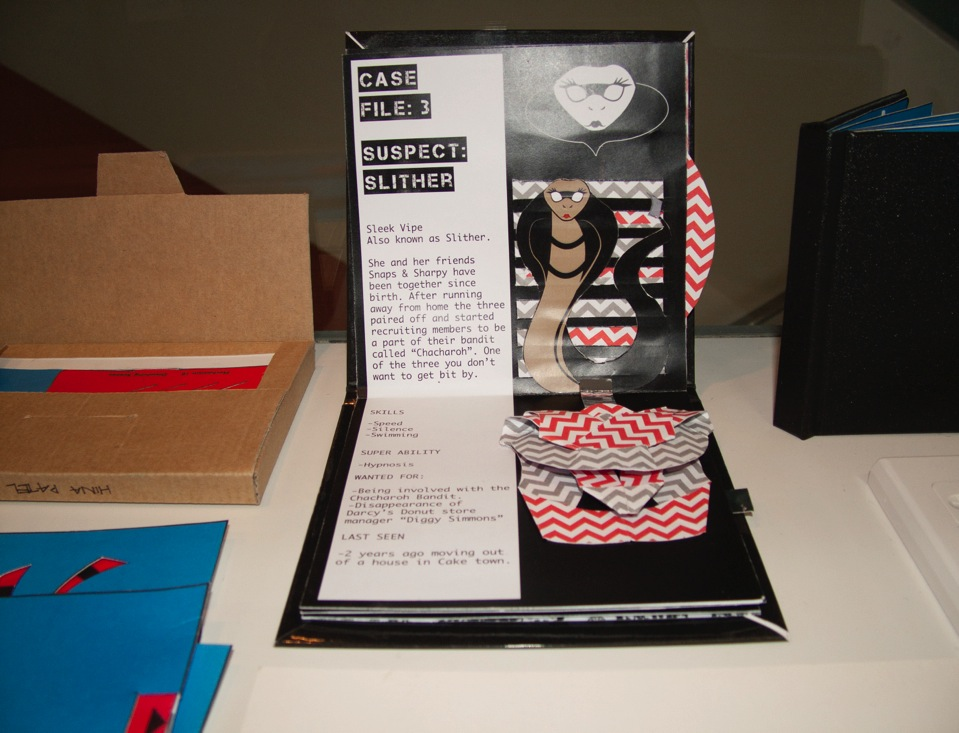 CASE
FILE: 3
SUSPECT:
SLITHER
Sleek Vipe
Also known as Slither.
She and her friends
Snaps & Sharpy have
been together since
birth. After running
away from home the three
paired off and started
recruiting members to be
a part of their bandit
called “Chacharoh”. One
of the three you don’t
want to get bit by.
SKILLS
-Speed
-Silence
-Swimming
SUPER ABILITY
-Hypnosis
WANTED FOR:
-Being involved with the
Chacharoh Bandit.
-Disappearance of
Darcy’s Donut store
manager “Diggy Simmons”
LAST SEEN
-2 years ago moving out
of a house in Cake town.
HINA PATEL